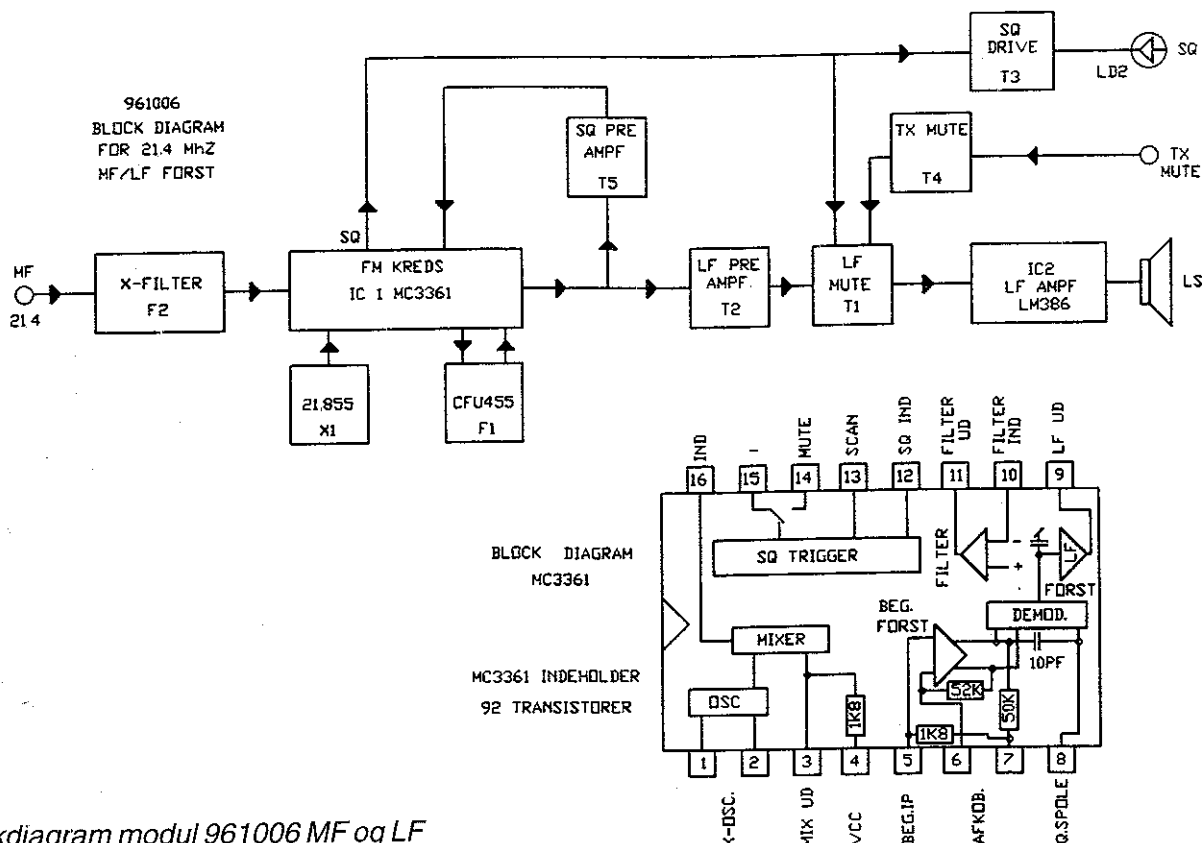 961006
BLOCK DIAGRAM
FOR 21.4 MhZ
MF/LF FORST
SQ
DRIVE
T3
LD2
SQ
SQ PRE
AMPF
T5
TX MUTE
T4
TX
MUTE
MF
21.4
X-FILTER
F2
SQ
FM KREDS
IC 1 MC3361
LF PRE
AMPF.
T2
LF
MUTE
T1
IC2
LF AMPF
LM386
LS
21.855
X1
CFU455
F1
IND
-
MUTE
SCAN
SQ IND
FILTER
UD
FILTER
IND
LF UD
16
15
14
13
12
11
10
9
BLOCK DIAGRAM
MC3361
SQ TRIGGER
FILTER
-
+
LF
FORST
DEMOD.
BEG.
FORST
10PF
MIXER
MC3361 INDEHOLDER
92 TRANSISTORER
OSC
1K8
52K
50K
1K8
1
2
3
4
5
6
7
8
X-OSC.
MIX UD
VCC
BEG.IP
AFKOB.
Q.SPOLE
kdiagram modul 961006 MF og LF